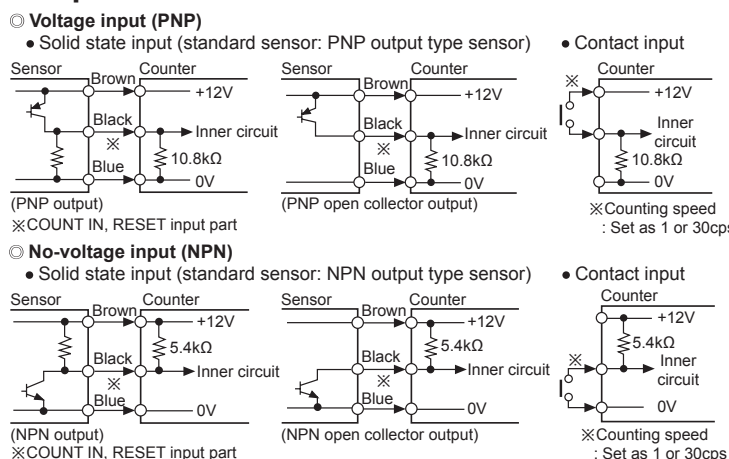 ◎ Voltage input (PNP)
● Solid state input (standard sensor: PNP output type sensor)
● Contact input
Sensor
Counter
Brown
+12V
Black
Inner circuit
※
10.8kΩ
Blue
0V
(PNP output)
※COUNT IN, RESET input part
Sensor
Counter
Brown
+12V
Black
Inner circuit
※
10.8kΩ
Blue
0V
(PNP open collector output)
Counter
※
+12V
Inner
circuit
10.8kΩ
0V
※Counting speed
: Set as 1 or 30cps
◎ No-voltage input (NPN)
● Solid state input (standard sensor: NPN output type sensor)
● Contact input
Sensor
Counter
Brown
+12V
5.4kΩ
Black
Inner circuit
※
Blue
0V
(NPN output)
※COUNT IN, RESET input part
Sensor
Counter
Brown
+12V
5.4kΩ
Black
Inner circuit
※
Blue
0V
(NPN open collector output)
Counter
+12V
5.4kΩ
※
Inner
circuit
0V
※Counting speed
: Set as 1 or 30cps